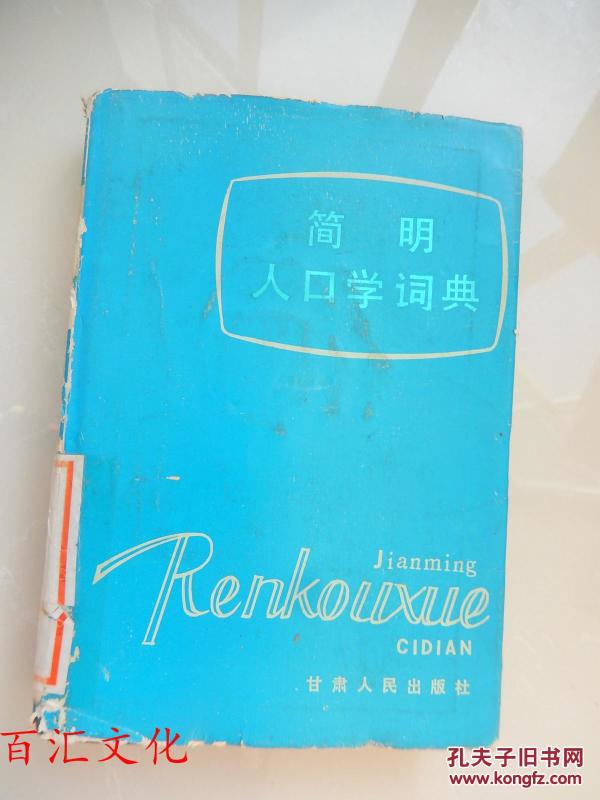 简 明
人口学词典
Jianming
Renkouxue
CIDIAN
甘肃人民出版社
百汇文化
孔夫子旧书网
www.kongfz.com